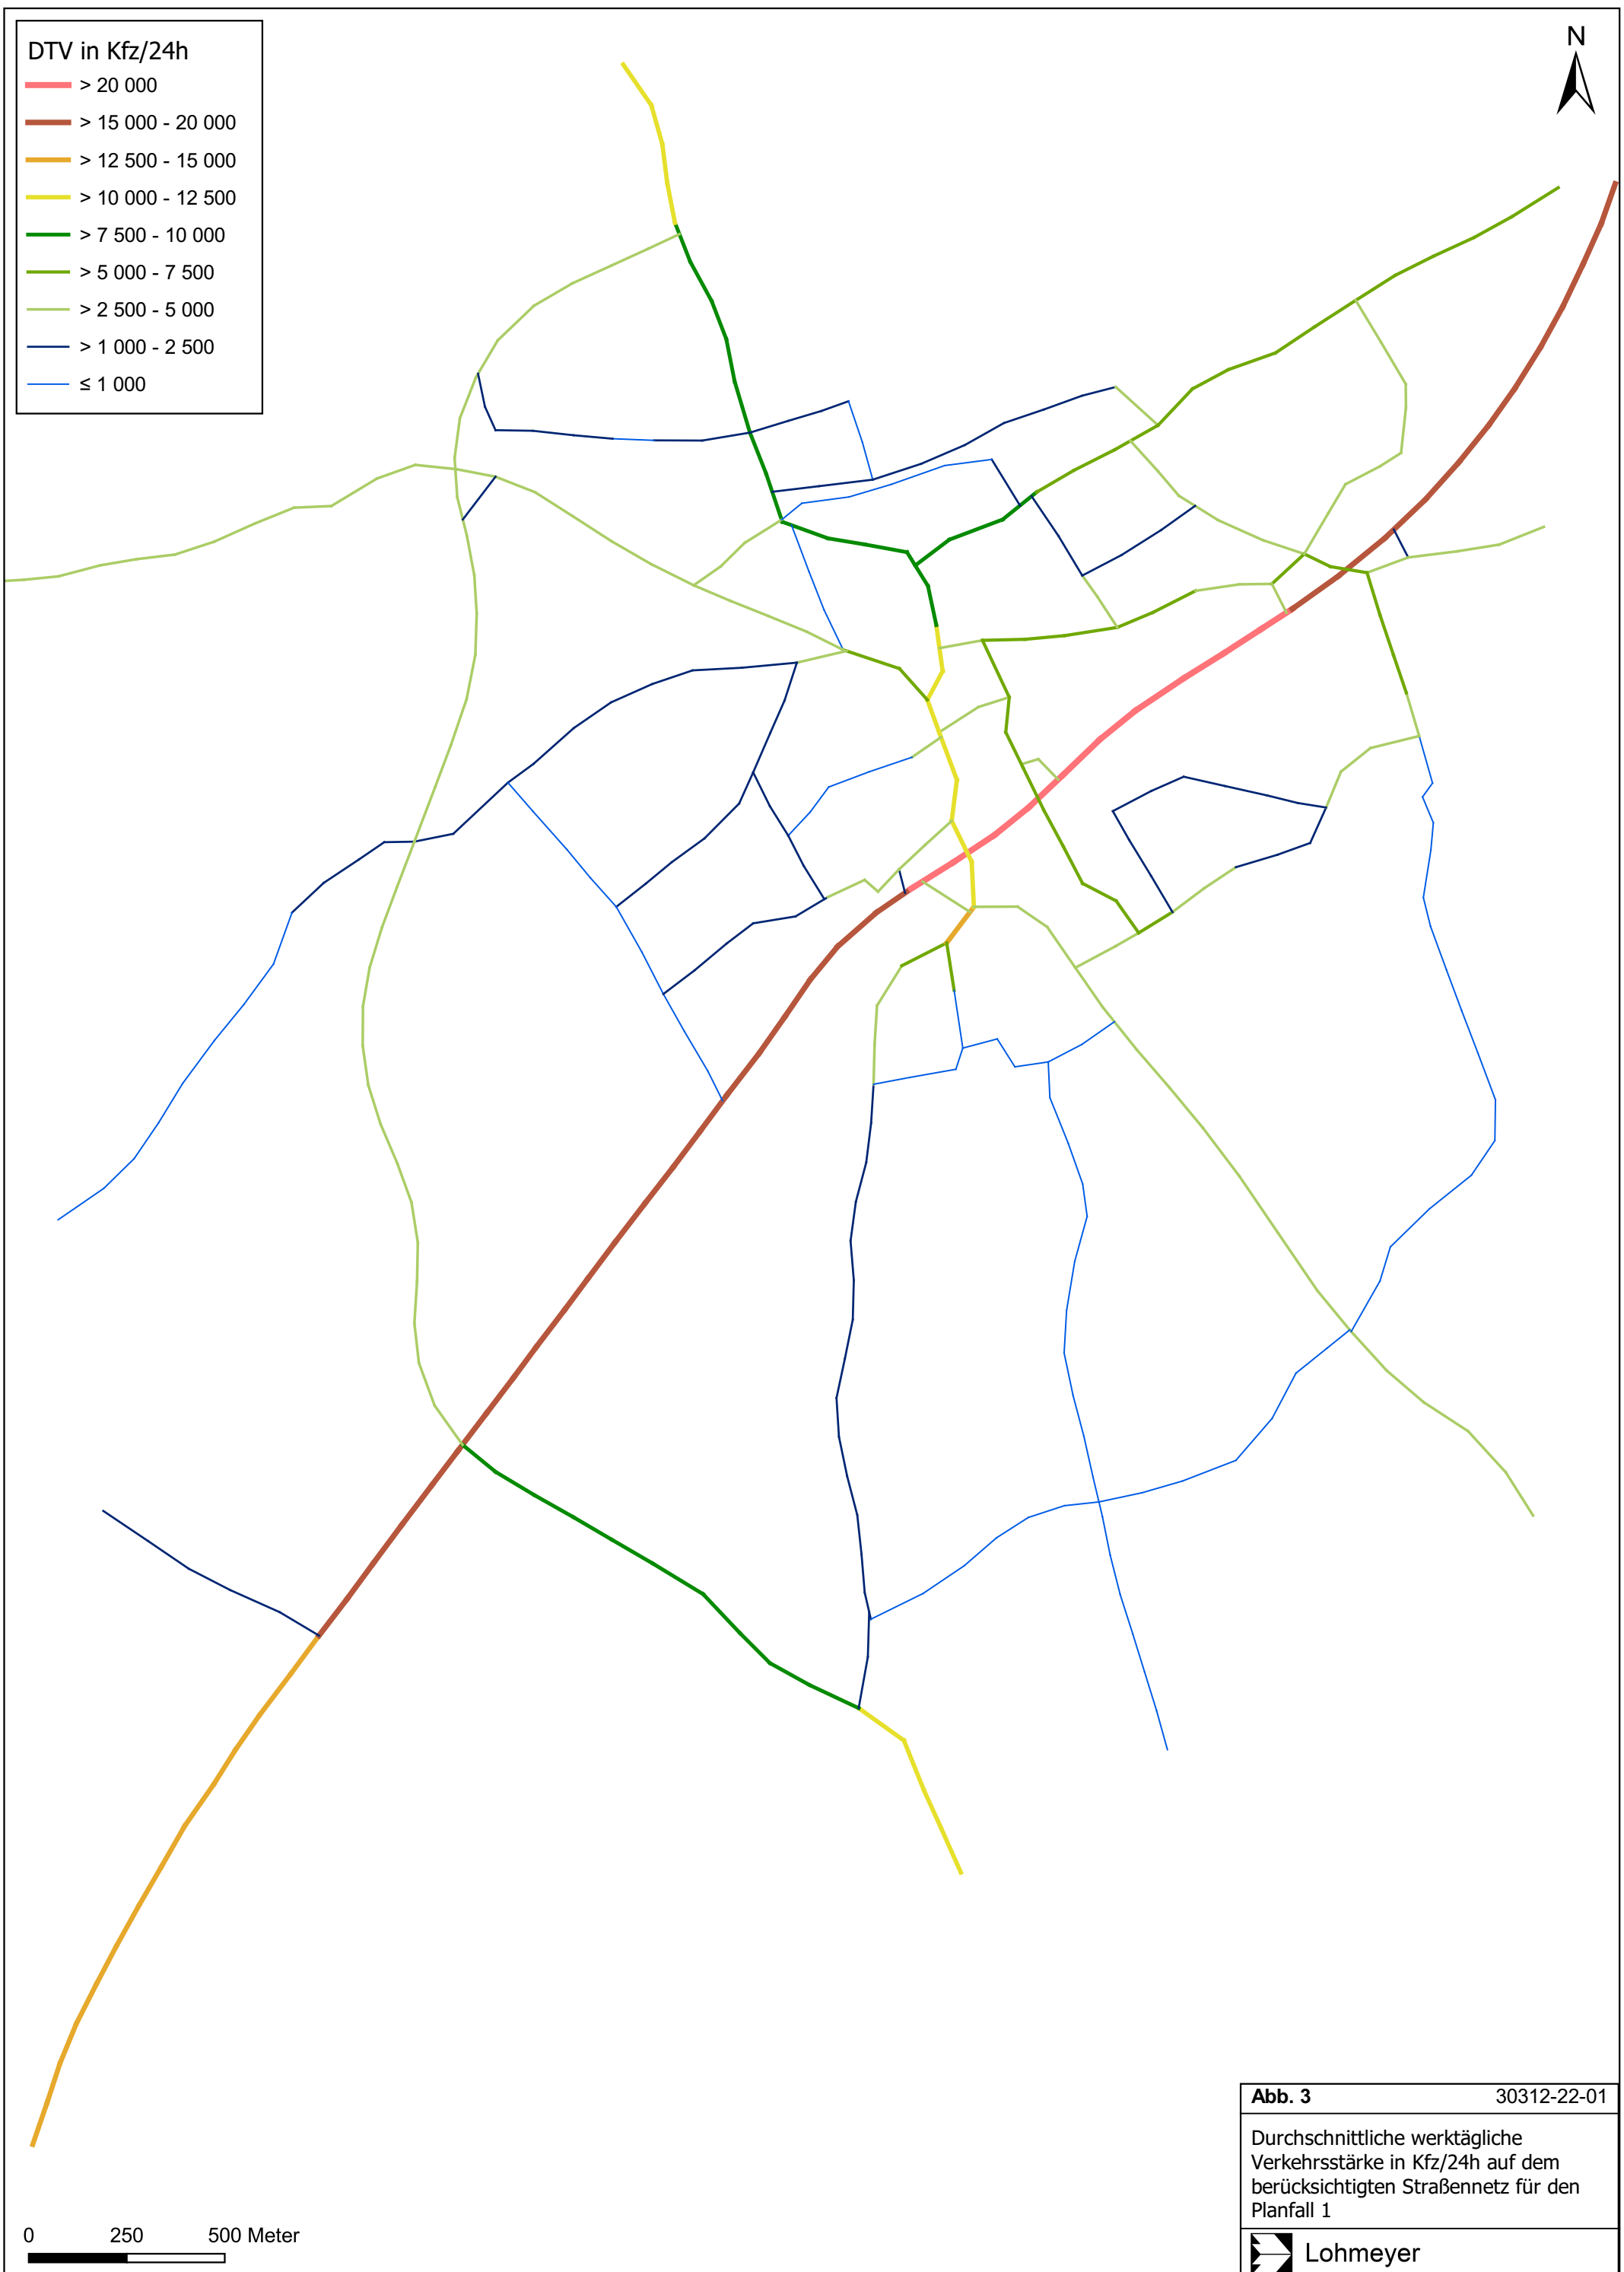 DTV in Kfz/24h
> 20 000
> 15 000 - 20 000
> 12 500 - 15 000
> 10 000 - 12 500
> 7 500 - 10 000
> 5 000 - 7 500
> 2 500 - 5 000
> 1 000 - 2 500
≤ 1 000
N
0 250 500 Meter
Abb. 3 30312-22-01
Durchschnittliche werktägliche
Verkehrsstärke in Kfz/24h auf dem
berücksichtigten Straßennetz für den
Planfall 1
Lohmeyer